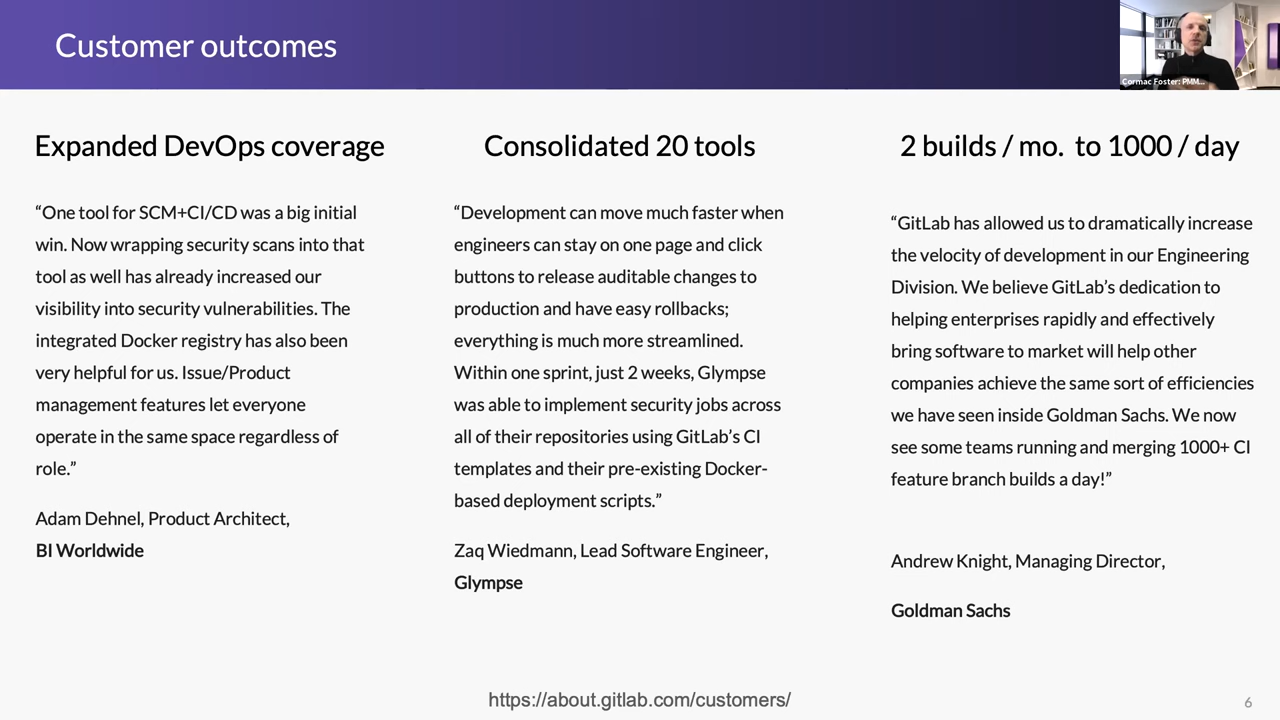 Customer outcomes
Cormac Foster: PMM...
Expanded DevOps coverage
“One tool for SCM+CI/CD was a big initial
win. Now wrapping security scans into that
tool as well has already increased our
visibility into security vulnerabilities. The
integrated Docker registry has also been
very helpful for us. Issue/Product
management features let everyone
operate in the same space regardless of
role.”
Adam Dehnel, Product Architect,
BI Worldwide
Consolidated 20 tools
“Development can move much faster when
engineers can stay on one page and click
buttons to release auditable changes to
production and have easy rollbacks;
everything is much more streamlined.
Within one sprint, just 2 weeks, Glympse
was able to implement security jobs across
all of their repositories using GitLab’s CI
templates and their pre-existing Docker-
based deployment scripts.”
Zaq Wiedmann, Lead Software Engineer,
Glympse
2 builds / mo. to 1000 / day
“GitLab has allowed us to dramatically increase
the velocity of development in our Engineering
Division. We believe GitLab’s dedication to
helping enterprises rapidly and effectively
bring software to market will help other
companies achieve the same sort of efficiencies
we have seen inside Goldman Sachs. We now
see some teams running and merging 1000+ CI
feature branch builds a day!”
Andrew Knight, Managing Director,
Goldman Sachs
https://about.gitlab.com/customers/
6